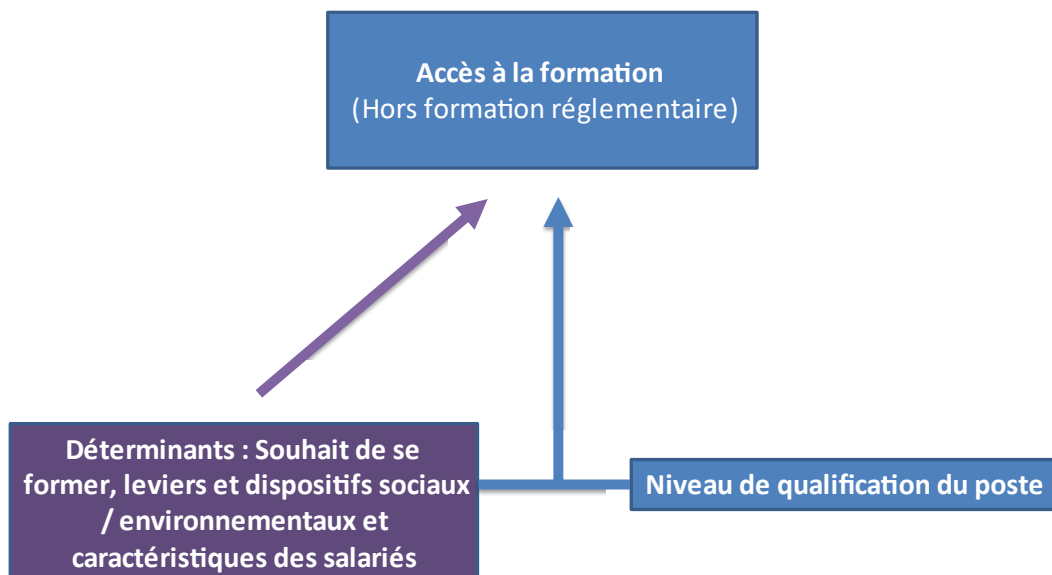 Accès à la formation
(Hors formation réglementaire)
Déterminants : Souhait de se
former, leviers et dispositifs sociaux
/ environnementaux et
caractéristiques des salariés
Niveau de qualification du poste